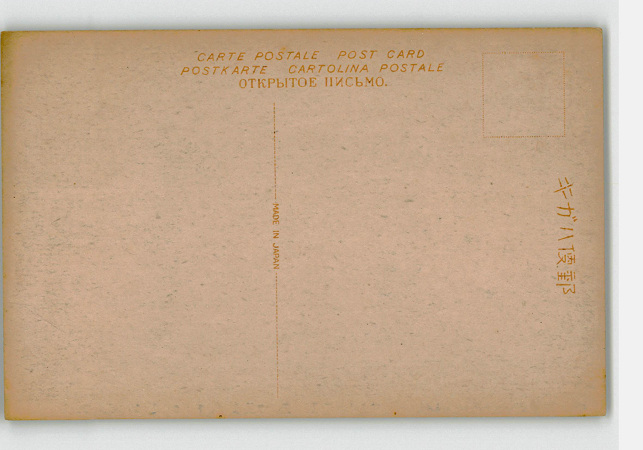 CARTE POSTALE POST CARD
POSTKARTE CARTOLINA POSTALE
ОТКРЫТОЕ ПИСЬМО.
MADE IN JAPAN
キガハ便郵